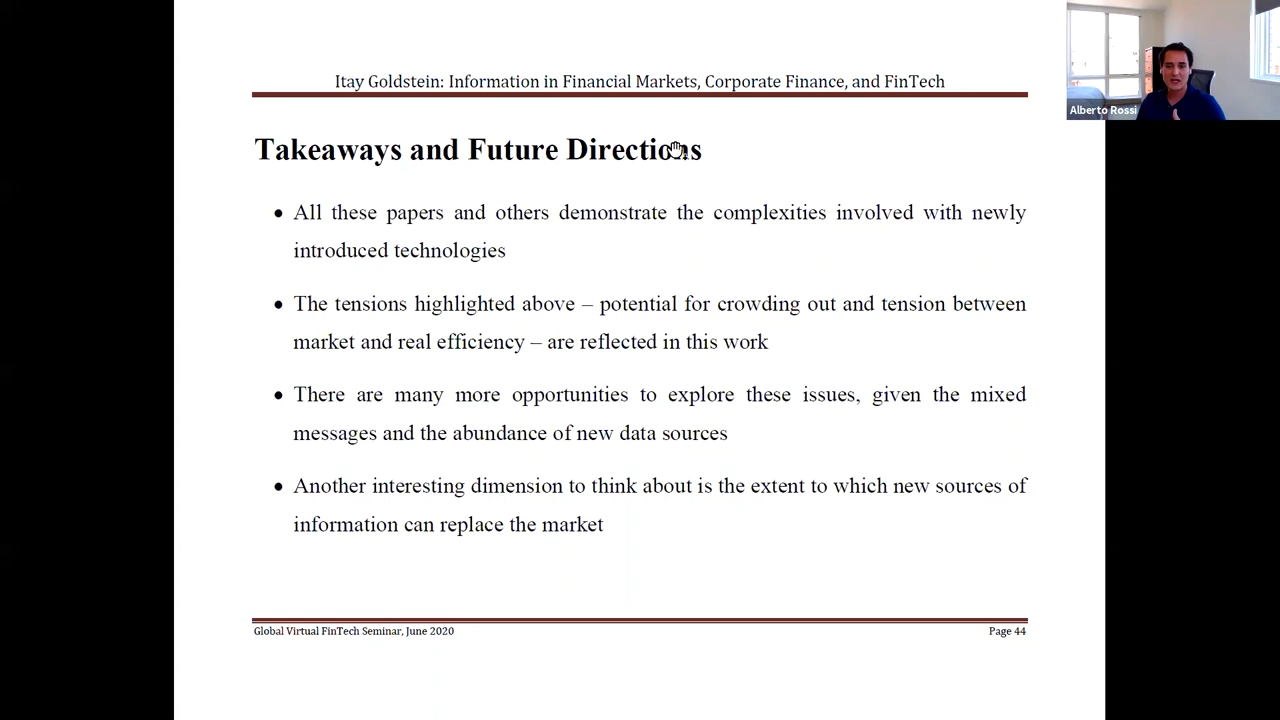 Itay Goldstein: Information in Financial Markets, Corporate Finance, and FinTech
Alberto Rossi
Takeaways and Future Directions
• All these papers and others demonstrate the complexities involved with newly
introduced technologies
• The tensions highlighted above – potential for crowding out and tension between
market and real efficiency – are reflected in this work
• There are many more opportunities to explore these issues, given the mixed
messages and the abundance of new data sources
• Another interesting dimension to think about is the extent to which new sources of
information can replace the market
Global Virtual FinTech Seminar, June 2020
Page 44